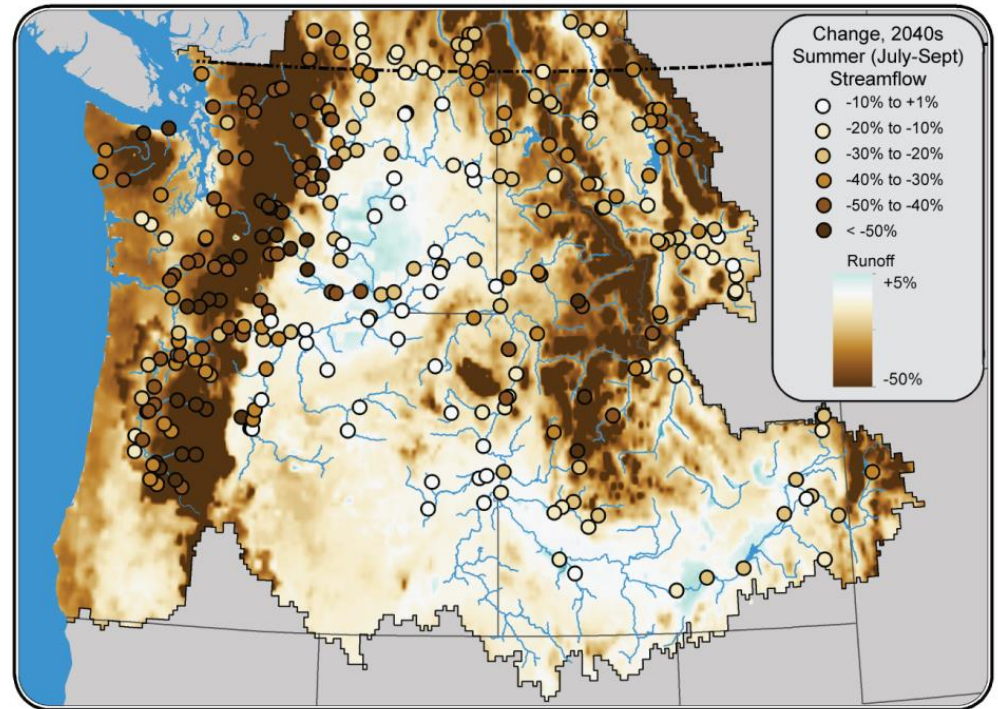 Change, 2040s
Summer (July-Sept)
Streamflow
-10% to +1%
-20% to -10%
-30% to -20%
-40% to -30%
-50% to -40%
< -50%
Runoff
+5%
-50%